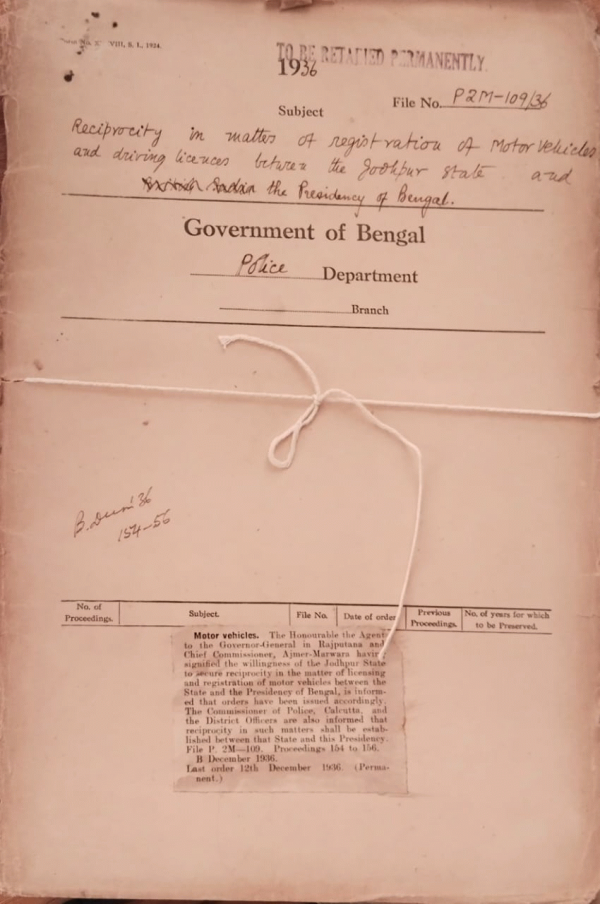 VIII, S. I., 1924.
TO BE RETAINED PERMANENTLY.
1936
Subject
File No. P2M-109/36
Reciprocity in matter of registration of Motor vehicles
and driving licences between the Jodhpur State and
the Presidency of Bengal.
Government of Bengal
Police Department
Branch
B. Decr' 36
154-56
No. of Proceedings.
Subject.
File No.
Date of order
Previous Proceedings.
No. of years for which to be Preserved.
Motor vehicles. The Honourable the Agent
to the Governor-General in Rajputana and
Chief Commissioner, Ajmer-Marwara having
signified the willingness of the Jodhpur State
to secure reciprocity in the matter of licensing
and registration of motor vehicles between the
State and the Presidency of Bengal, is inform-
ed that orders have been issued accordingly.
The Commissioner of Police, Calcutta, and
the District Officers are also informed that
reciprocity in such matters shall be estab-
lished between that State and this Presidency.
File P. 2M—109. Proceedings 154 to 156.
B December 1936.
Last order 12th December 1936. (Perma-
nent.)